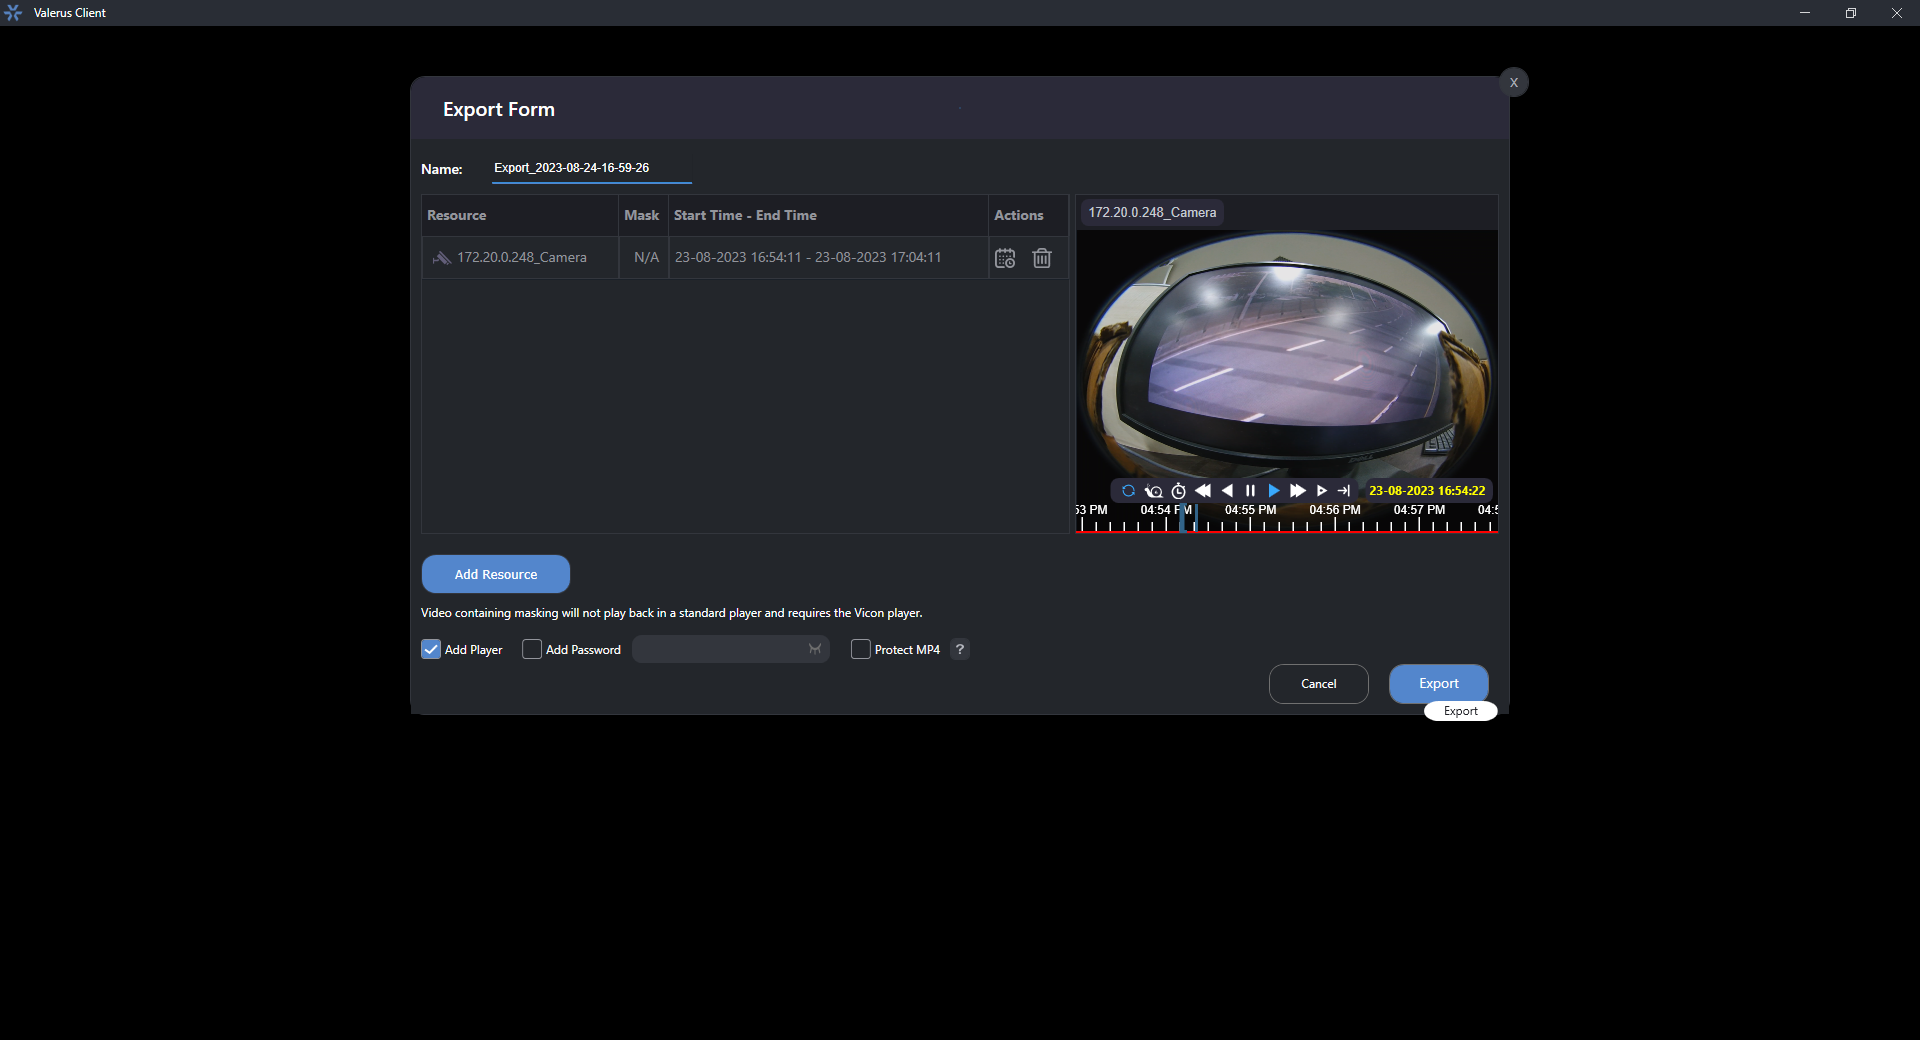 Valerus Client
X
Export Form
Name: Export_2023-08-24-16-59-26
Resource Mask Start Time - End Time Actions
172.20.0.248_Camera N/A 23-08-2023 16:54:11 - 23-08-2023 17:04:11
172.20.0.248_Camera
DELL
23-08-2023 16:54:22
53 PM 04:54 PM 04:55 PM 04:56 PM 04:57 PM 04:5
Add Resource
Video containing masking will not play back in a standard player and requires the Vicon player.
Add Player Add Password Protect MP4 ?
Cancel Export
Export